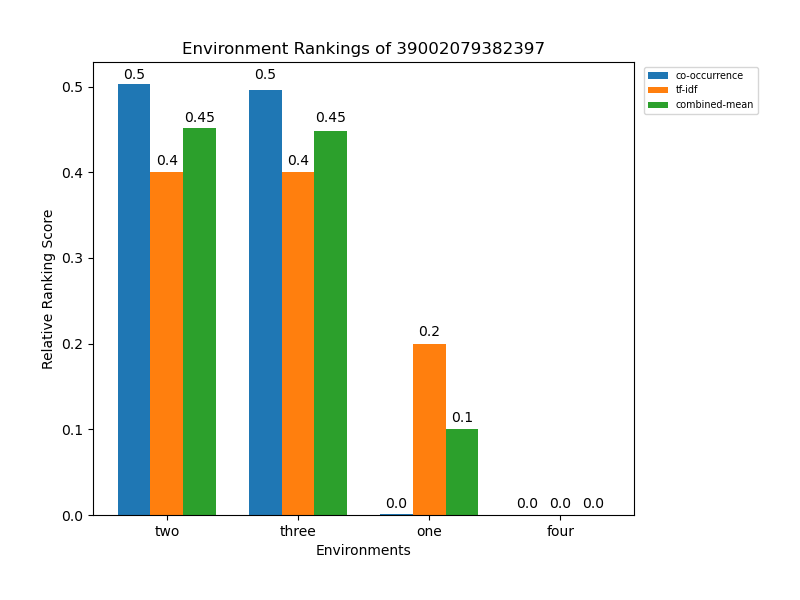 Environment Rankings of 39002079382397
co-occurrence
tf-idf
combined-mean
Relative Ranking Score
0.5
0.4
0.3
0.2
0.1
0.0
0.5
0.4
0.45
0.5
0.4
0.45
0.0
0.2
0.1
0.0
0.0
0.0
two
three
one
four
Environments